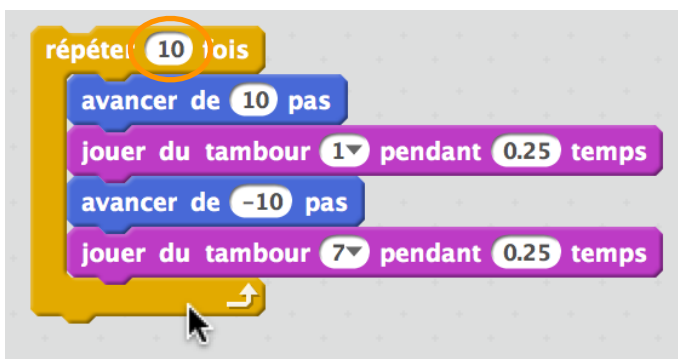 répéter 10 fois
avancer de 10 pas
jouer du tambour 1 pendant 0.25 temps
avancer de -10 pas
jouer du tambour 7 pendant 0.25 temps